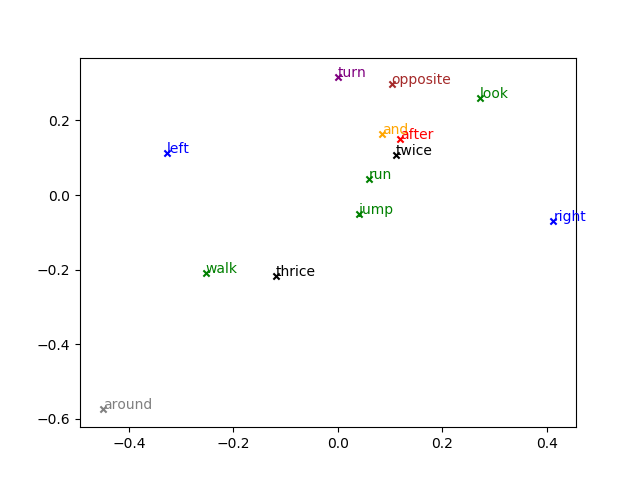 turn
opposite
look
0.2
and
after
left
twice
run
0.0
jump
right
−0.2
walk
thrice
−0.4
around
−0.6
−0.4
−0.2
0.0
0.2
0.4